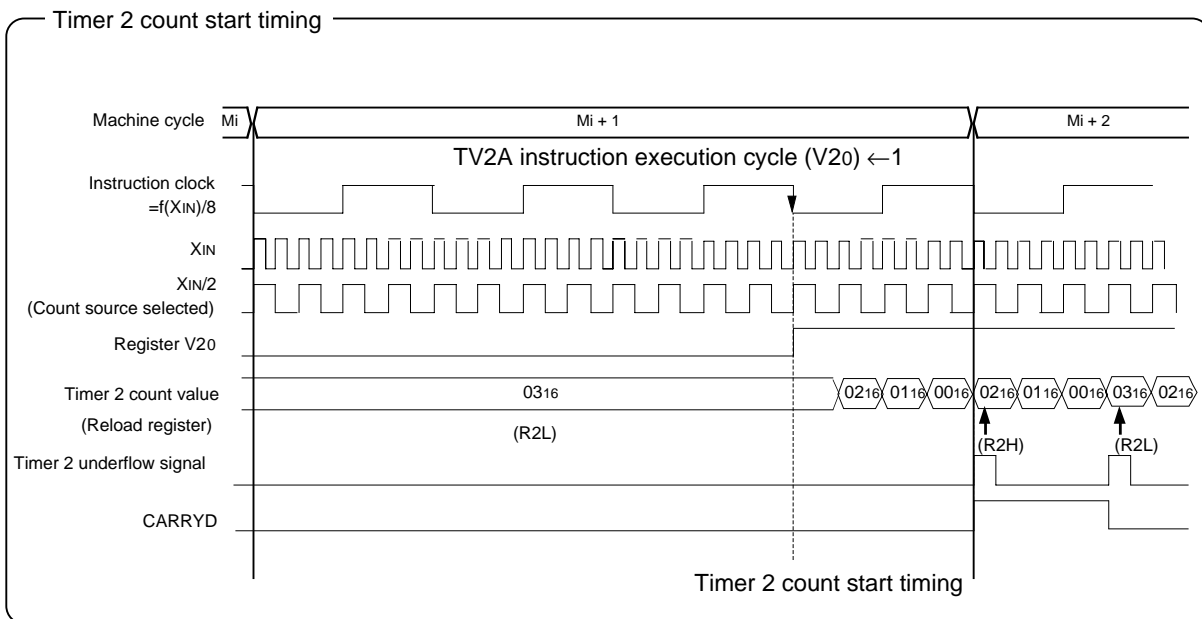 Timer 2 count start timing
Machine cycle Mi Mi + 1 Mi + 2
TV2A instruction execution cycle (V20) ←1
Instruction clock
=f(XIN)/8
XIN
XIN/2
(Count source selected)
Register V20
Timer 2 count value 0316 0216 0116 0016 0216 0116 0016 0316 0216
(Reload register) (R2L) (R2H) (R2L)
Timer 2 underflow signal
CARRYD
Timer 2 count start timing